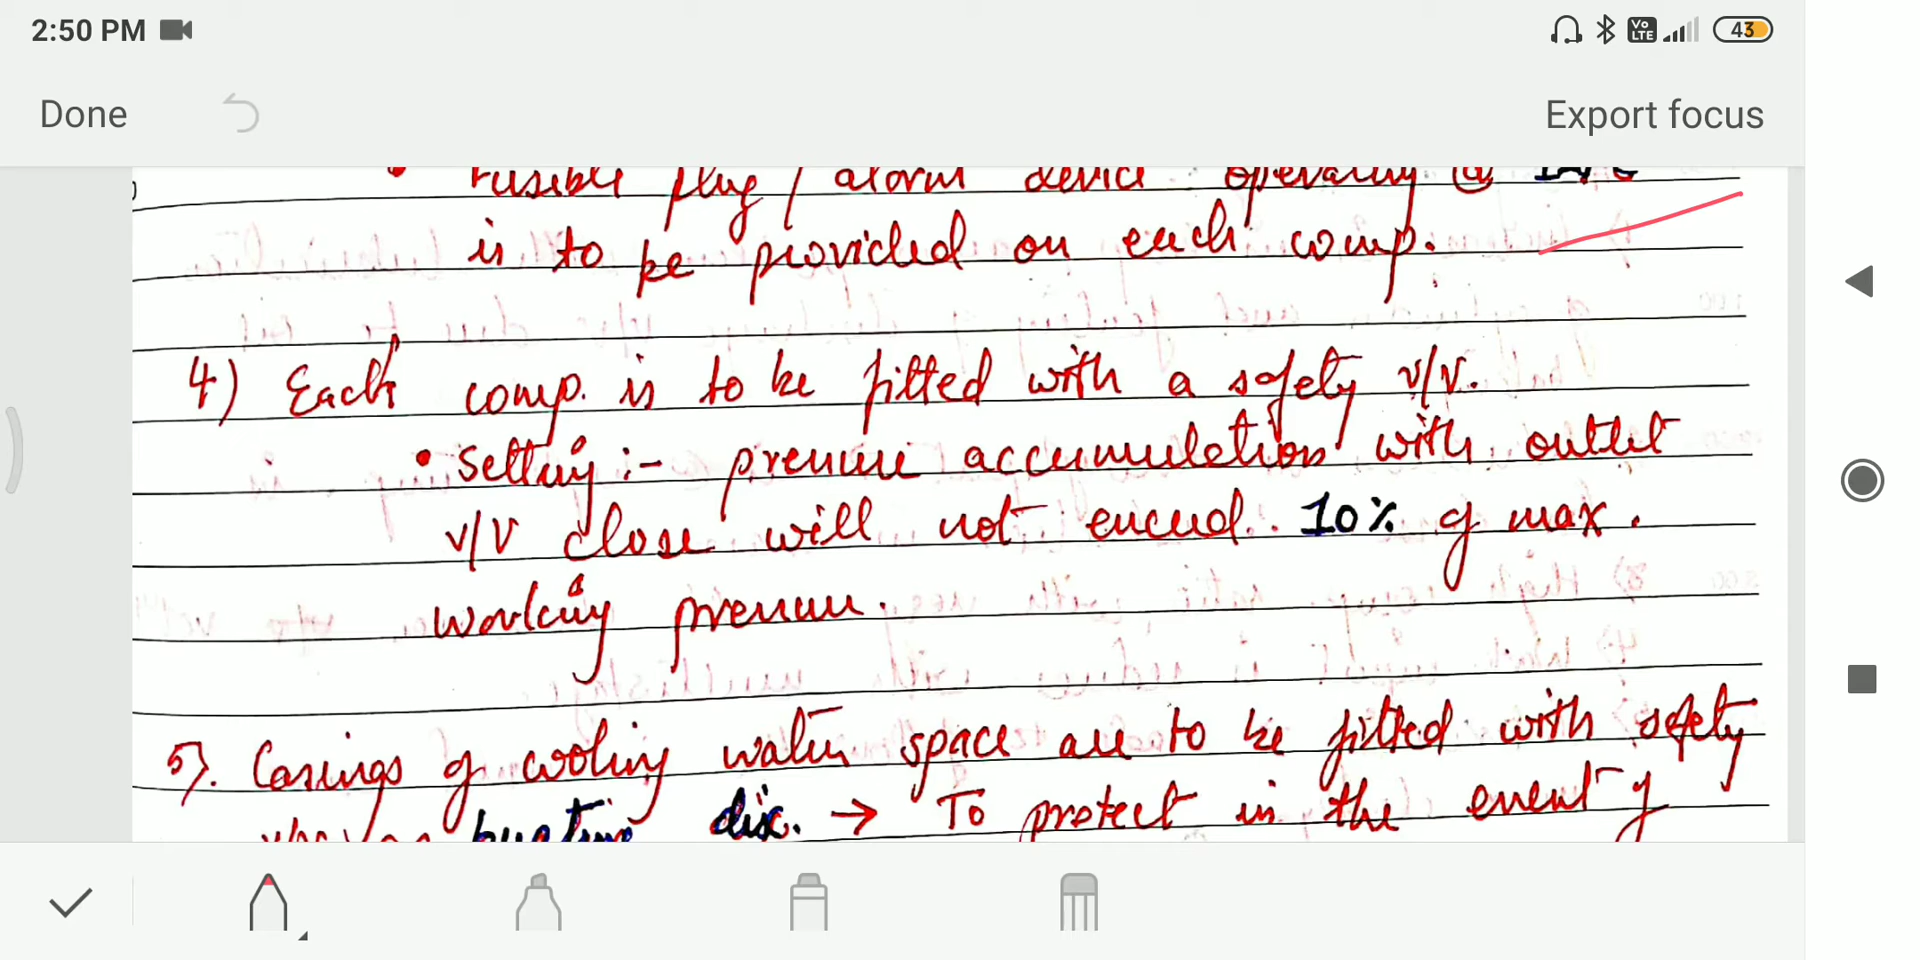 2:50 PM Vo LTE 43
Done Export focus
Fusible plug / alarm device operating @
is to be provided on each comp.
4) Each comp. is to be fitted with a safety v/v.
• Setting :- pressure accumulation with outlet
v/v close will not exceed 10% of max.
working pressure.
5). Casings of cooling water space are to be fitted with safety
disc. → To protect in the event of